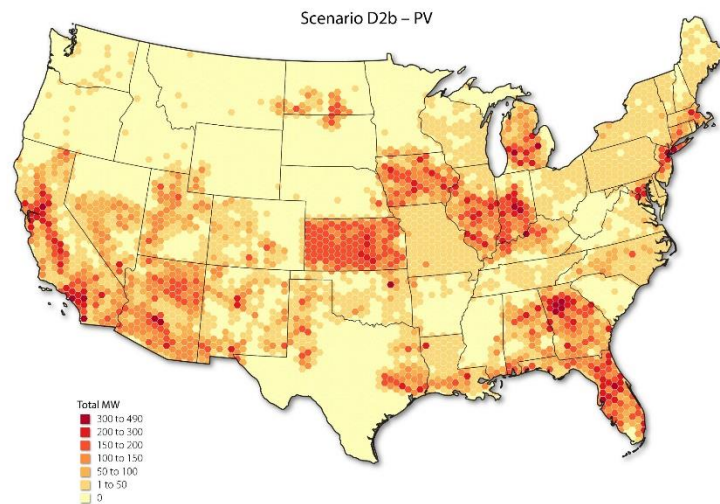 Scenario D2b – PV
Total MW
300 to 490
200 to 300
150 to 200
100 to 150
50 to 100
1 to 50
0